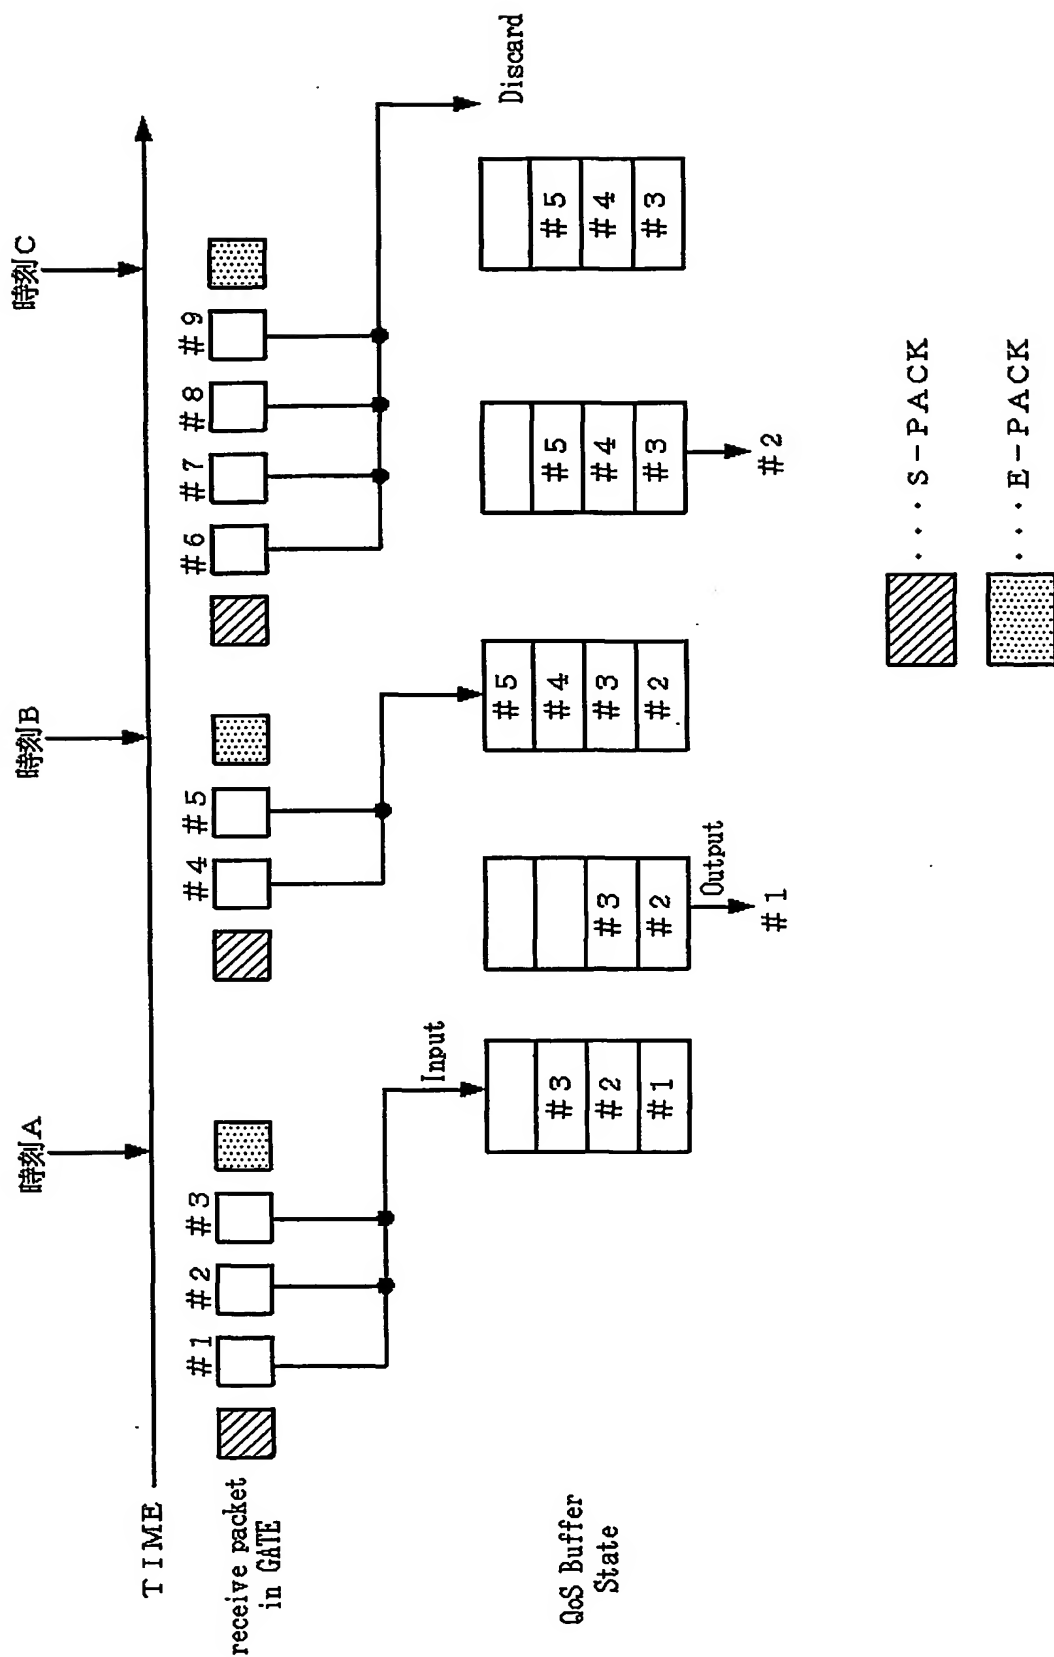 時刻A
時刻B
時刻C
TIME
receive packet
in GATE
#1
#2
#3
#4
#5
#6
#7
#8
#9
Input
Discard
QoS Buffer
State
#3
#2
#1
#3
#2
Output
#1
#5
#4
#3
#2
#5
#4
#3
#2
#5
#4
#3
...S-PACK
...E-PACK